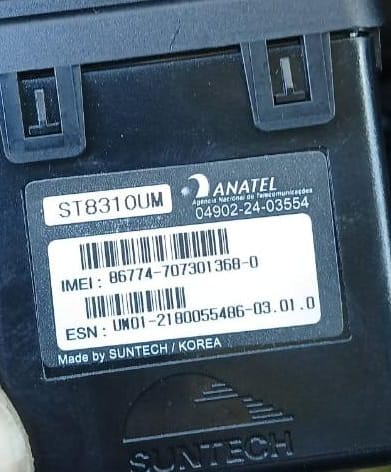 ST8310UM
ANATEL
Agência Nacional de Telecomunicações
04902-24-03554
IMEI : 86774-707301368-0
ESN : UM01-2180055486-03.01.0
Made by SUNTECH / KOREA
SUNTECH